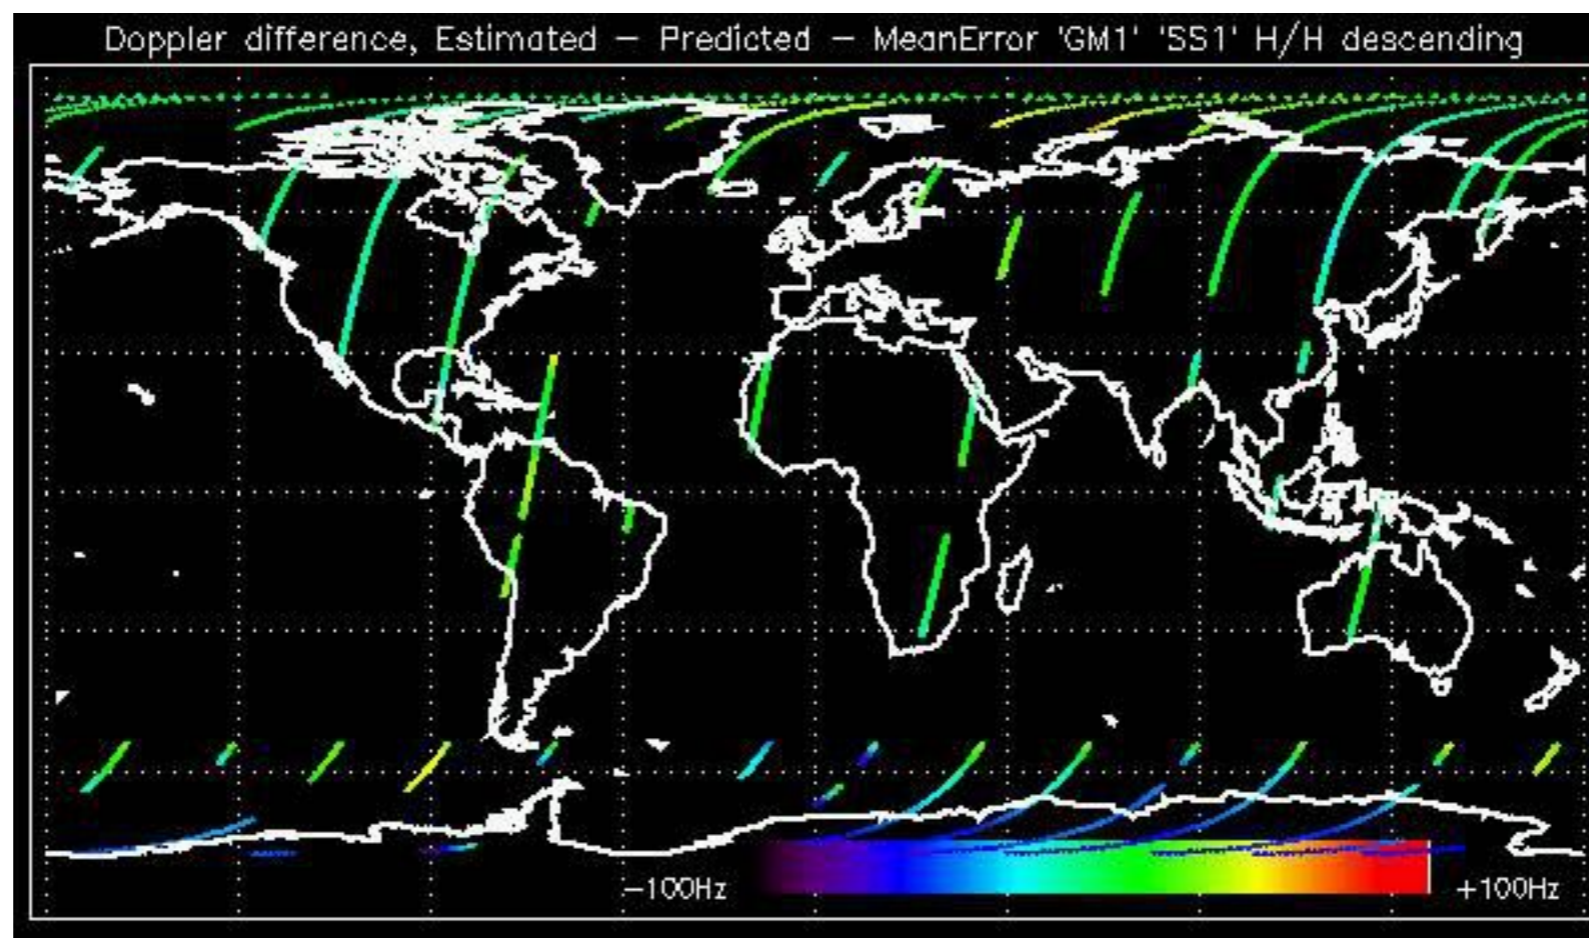 Doppler difference, Estimated — Predicted — MeanError 'GM1' 'SS1' H/H descending
−100Hz
+100Hz